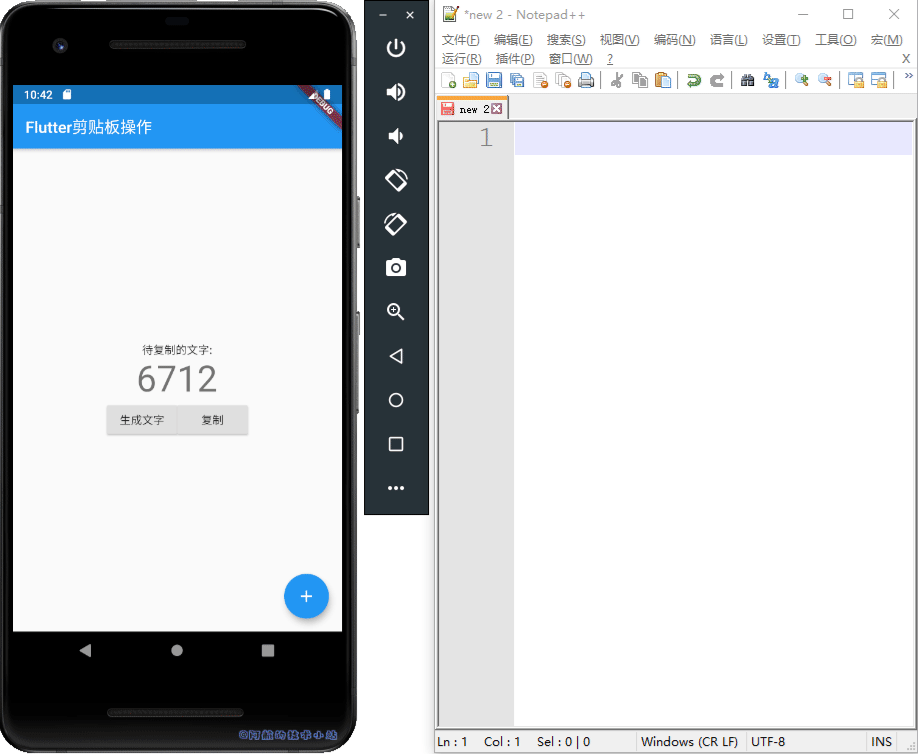 10:42
DEBUG
Flutter剪贴板操作
待复制的文字:
6712
生成文字 复制
@阿航的技术小站
*new 2 - Notepad++
文件(F) 编辑(E) 搜索(S) 视图(V) 编码(N) 语言(L) 设置(T) 工具(O) 宏(M)
运行(R) 插件(P) 窗口(W) ? X
new 2
1
Ln : 1 Col : 1 Sel : 0 | 0 Windows (CR LF) UTF-8 INS